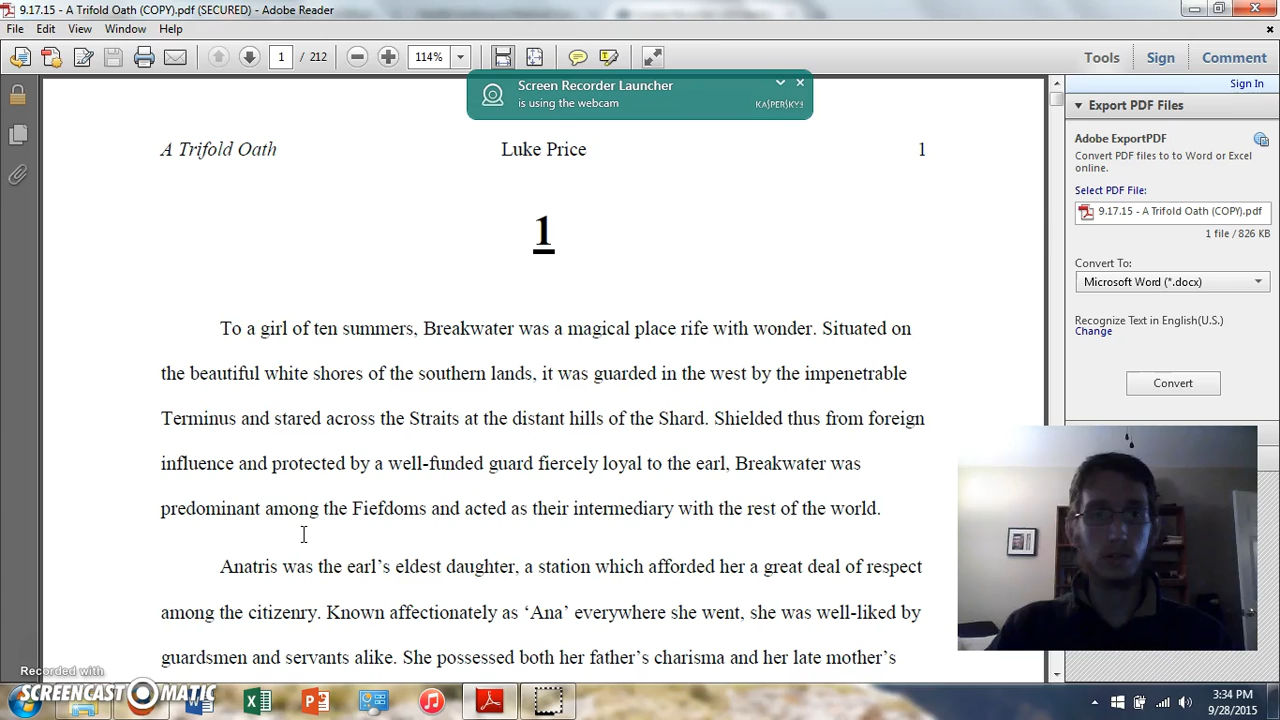 9.17.15 - A Trifold Oath (COPY).pdf (SECURED) - Adobe Reader
File Edit View Window Help
1 / 212 114% Tools Sign Comment
Screen Recorder Launcher
is using the webcam
KASPERSKY
Sign In
Export PDF Files
Adobe ExportPDF
Convert PDF files to to Word or Excel
online.
Select PDF File:
9.17.15 - A Trifold Oath (COPY).pdf
1 file / 826 KB
Convert To:
Microsoft Word (*.docx)
Recognize Text in English(U.S.)
Change
Convert
A Trifold Oath Luke Price 1
1
To a girl of ten summers, Breakwater was a magical place rife with wonder. Situated on
the beautiful white shores of the southern lands, it was guarded in the west by the impenetrable
Terminus and stared across the Straits at the distant hills of the Shard. Shielded thus from foreign
influence and protected by a well-funded guard fiercely loyal to the earl, Breakwater was
predominant among the Fiefdoms and acted as their intermediary with the rest of the world.
Anatris was the earl’s eldest daughter, a station which afforded her a great deal of respect
among the citizenry. Known affectionately as ‘Ana’ everywhere she went, she was well-liked by
guardsmen and servants alike. She possessed both her father’s charisma and her late mother’s
Recorded with
SCREENCAST MATIC
3:34 PM
9/28/2015